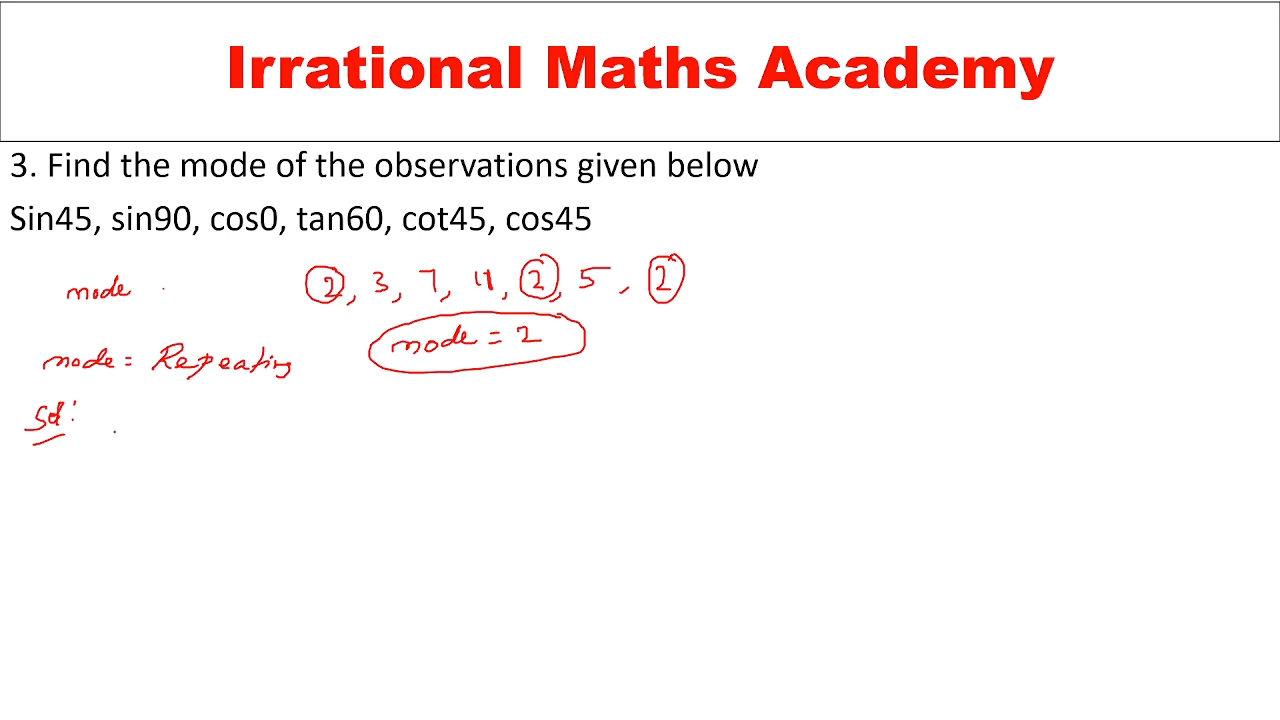 Irrational Maths Academy
3. Find the mode of the observations given below
Sin45, sin90, cos0, tan60, cot45, cos45
mode 2, 3, 7, 4, 2, 5, 2
mode = 2
mode = Repeating
Sol: